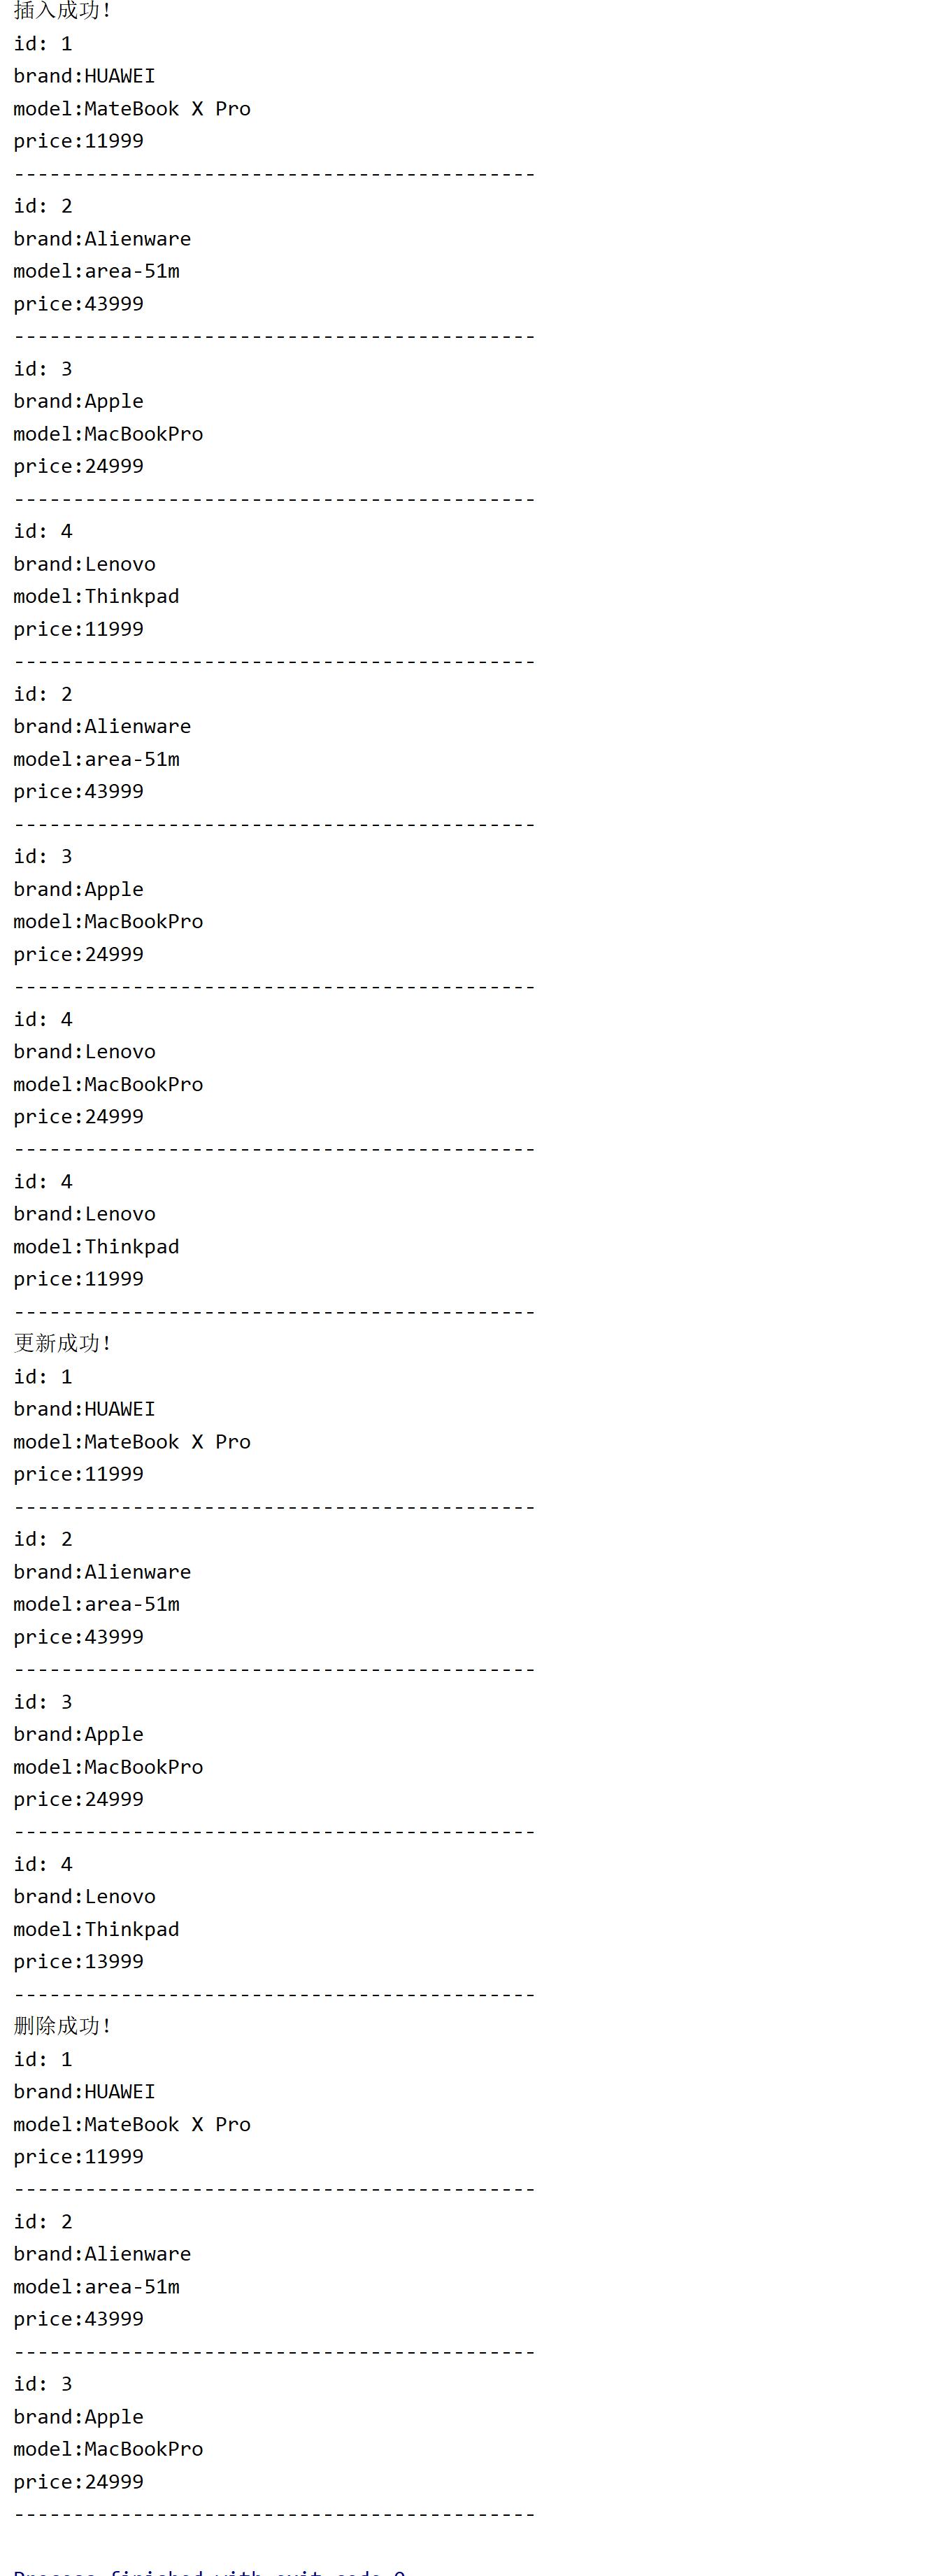 插入成功!
id: 1
brand:HUAWEI
model:MateBook X Pro
price:11999
--------------------------------------------
id: 2
brand:Alienware
model:area-51m
price:43999
--------------------------------------------
id: 3
brand:Apple
model:MacBookPro
price:24999
--------------------------------------------
id: 4
brand:Lenovo
model:Thinkpad
price:11999
--------------------------------------------
id: 2
brand:Alienware
model:area-51m
price:43999
--------------------------------------------
id: 3
brand:Apple
model:MacBookPro
price:24999
--------------------------------------------
id: 4
brand:Lenovo
model:MacBookPro
price:24999
--------------------------------------------
id: 4
brand:Lenovo
model:Thinkpad
price:11999
--------------------------------------------
更新成功!
id: 1
brand:HUAWEI
model:MateBook X Pro
price:11999
--------------------------------------------
id: 2
brand:Alienware
model:area-51m
price:43999
--------------------------------------------
id: 3
brand:Apple
model:MacBookPro
price:24999
--------------------------------------------
id: 4
brand:Lenovo
model:Thinkpad
price:13999
--------------------------------------------
删除成功!
id: 1
brand:HUAWEI
model:MateBook X Pro
price:11999
--------------------------------------------
id: 2
brand:Alienware
model:area-51m
price:43999
--------------------------------------------
id: 3
brand:Apple
model:MacBookPro
price:24999
--------------------------------------------
Process finished with exit code 0